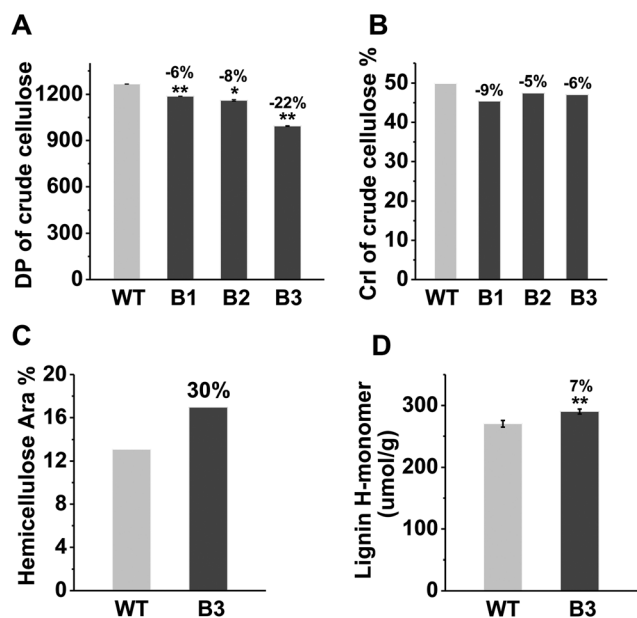 A
DP of crude cellulose
1200
900
600
300
0
-6%
**
-8%
*
-22%
**
WT B1 B2 B3
B
CrI of crude cellulose %
50
40
30
20
10
0
-9%
-5%
-6%
WT B1 B2 B3
C
Hemicellulose Ara %
20
16
12
8
4
0
30%
WT B3
D
Lignin H-monomer
(umol/g)
300
200
100
0
7%
**
WT B3